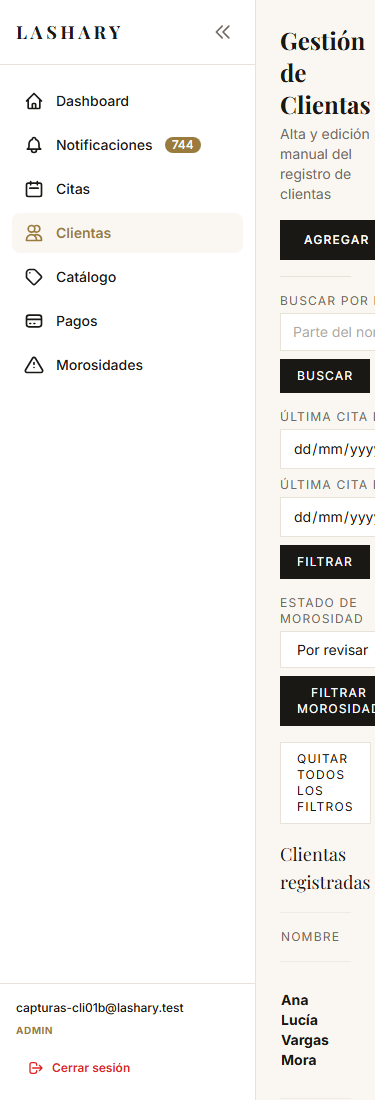 LASHARY
Dashboard
Notificaciones 744
Citas
Clientas
Catálogo
Pagos
Morosidades
capturas-cli01b@lashary.test
ADMIN
Cerrar sesión
Gestión
de
Clientas
Alta y edición
manual del
registro de
clientas
AGREGAR
BUSCAR POR
Parte del no
BUSCAR
ÚLTIMA CITA
dd/mm/yyy
ÚLTIMA CITA
dd/mm/yyy
FILTRAR
ESTADO DE
MOROSIDAD
Por revisar
FILTRAR
MOROSIDAD
QUITAR
TODOS
LOS
FILTROS
Clientas
registradas
NOMBRE
Ana
Lucía
Vargas
Mora